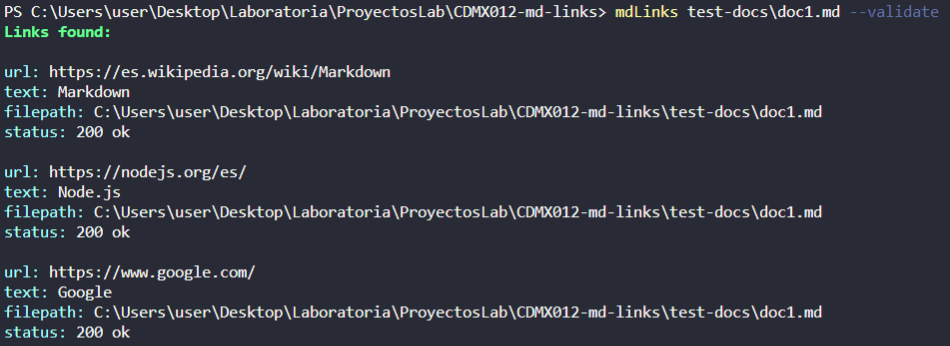 PS C:\Users\user\Desktop\Laboratoria\ProyectosLab\CDMX012-md-links> mdLinks test-docs\doc1.md --validate
Links found:
url: https://es.wikipedia.org/wiki/Markdown
text: Markdown
filepath: C:\Users\user\Desktop\Laboratoria\ProyectosLab\CDMX012-md-links\test-docs\doc1.md
status: 200 ok
url: https://nodejs.org/es/
text: Node.js
filepath: C:\Users\user\Desktop\Laboratoria\ProyectosLab\CDMX012-md-links\test-docs\doc1.md
status: 200 ok
url: https://www.google.com/
text: Google
filepath: C:\Users\user\Desktop\Laboratoria\ProyectosLab\CDMX012-md-links\test-docs\doc1.md
status: 200 ok